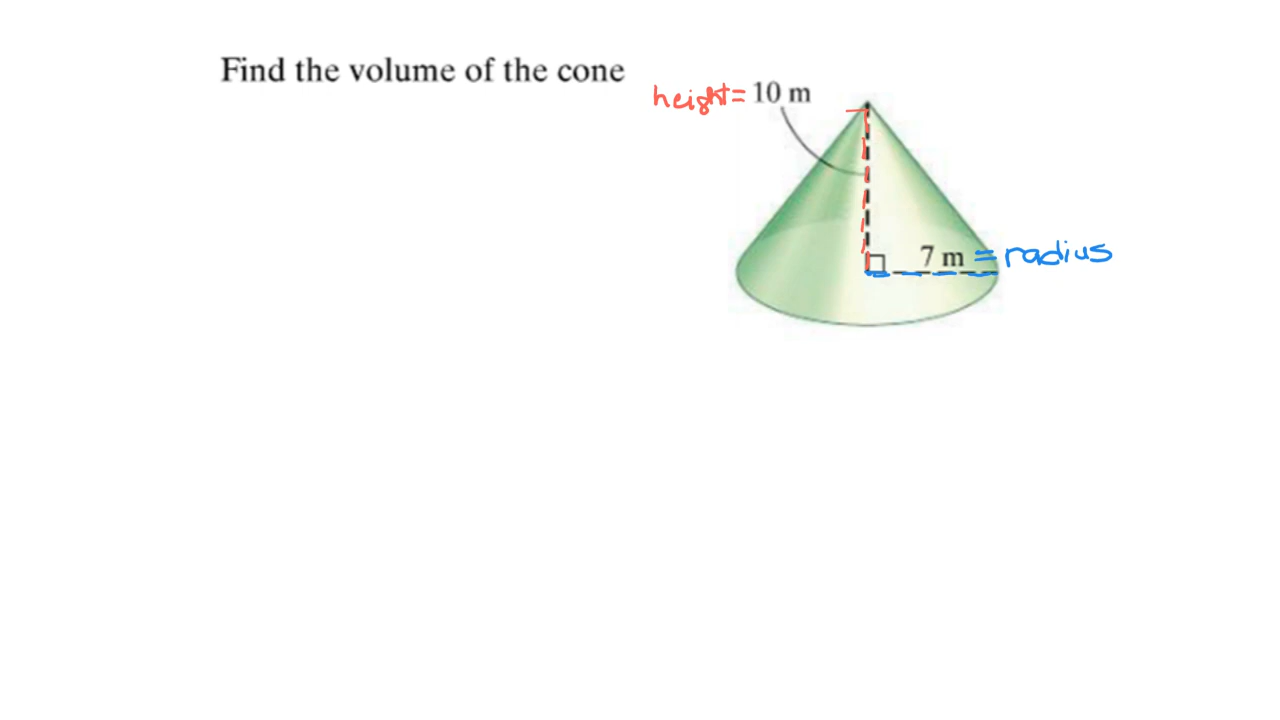 Find the volume of the cone
height = 10 m
7 m = radius